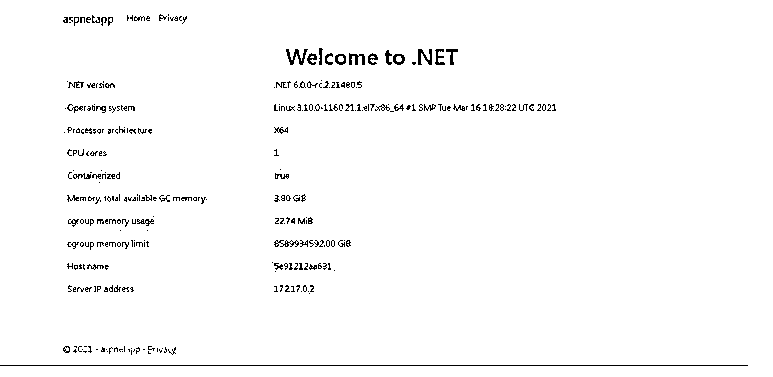 aspnetapp Home Privacy
Welcome to .NET
.NET version .NET 6.0.0-rc.2.21480.5
Operating system Linux 3.10.0-1160.21.1.el7.x86_64 #1 SMP Tue Mar 16 18:28:22 UTC 2021
Processor architecture X64
CPU cores 1
Containerized true
Memory, total available GC memory 3.80 GiB
cgroup memory usage 22.74 MiB
cgroup memory limit 8589934592.00 GiB
Host name 5e91212aa631
Server IP address 172.17.0.2
© 2021 - aspnetapp - Privacy